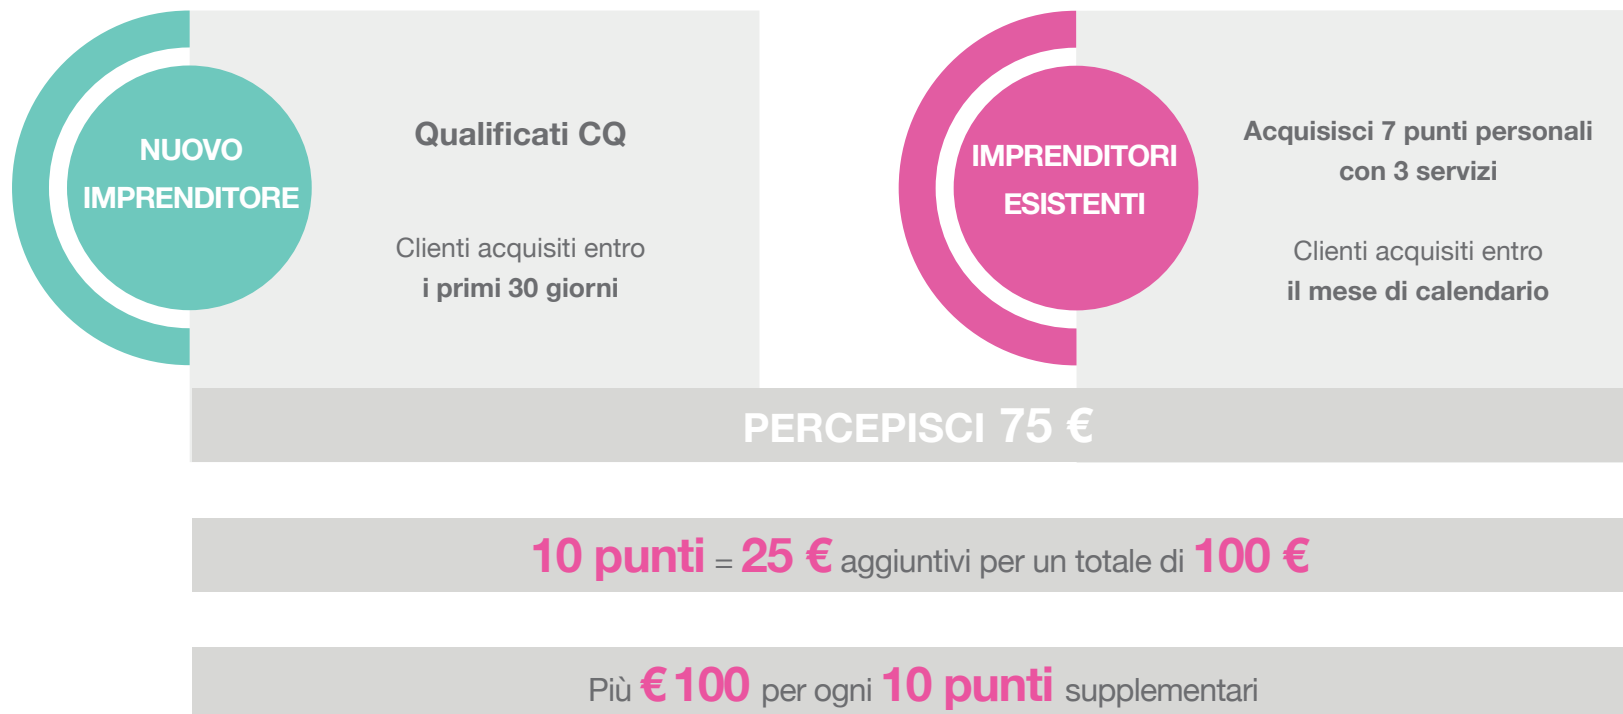 NUOVO
IMPRENDITORE
Qualificati CQ
Clienti acquisiti entro
i primi 30 giorni
IMPRENDITORI
ESISTENTI
Acquisisci 7 punti personali
con 3 servizi
Clienti acquisiti entro
il mese di calendario
PERCEPISCI 75 €
10 punti = 25 € aggiuntivi per un totale di 100 €
Più € 100 per ogni 10 punti supplementari